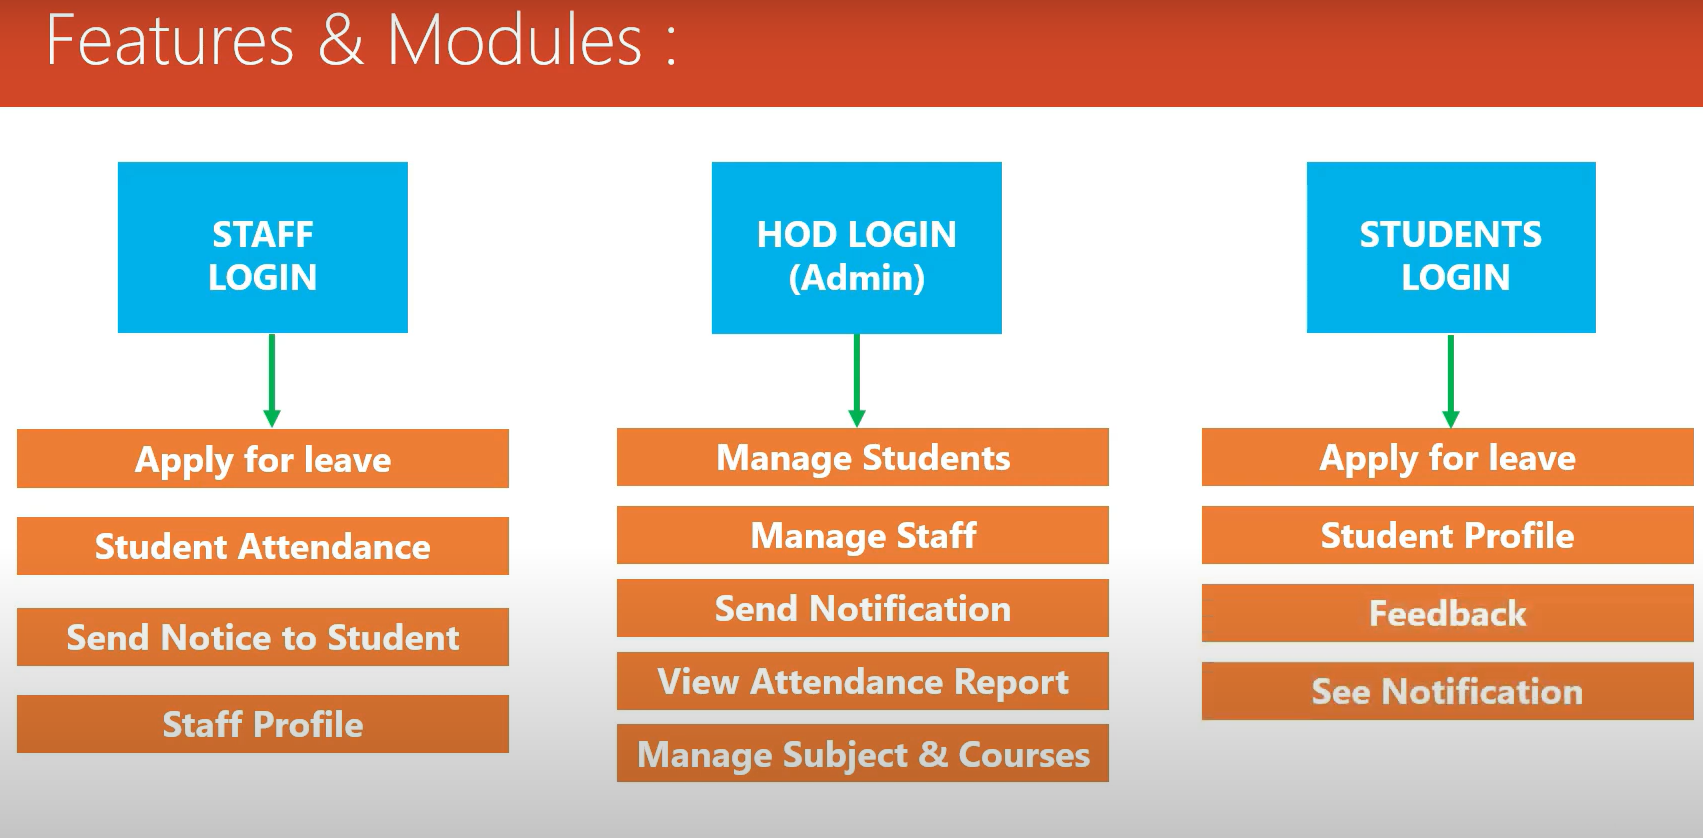 Features & Modules :
STAFF
LOGIN
Apply for leave
Student Attendance
Send Notice to Student
Staff Profile
HOD LOGIN
(Admin)
Manage Students
Manage Staff
Send Notification
View Attendance Report
Manage Subject & Courses
STUDENTS
LOGIN
Apply for leave
Student Profile
Feedback
See Notification